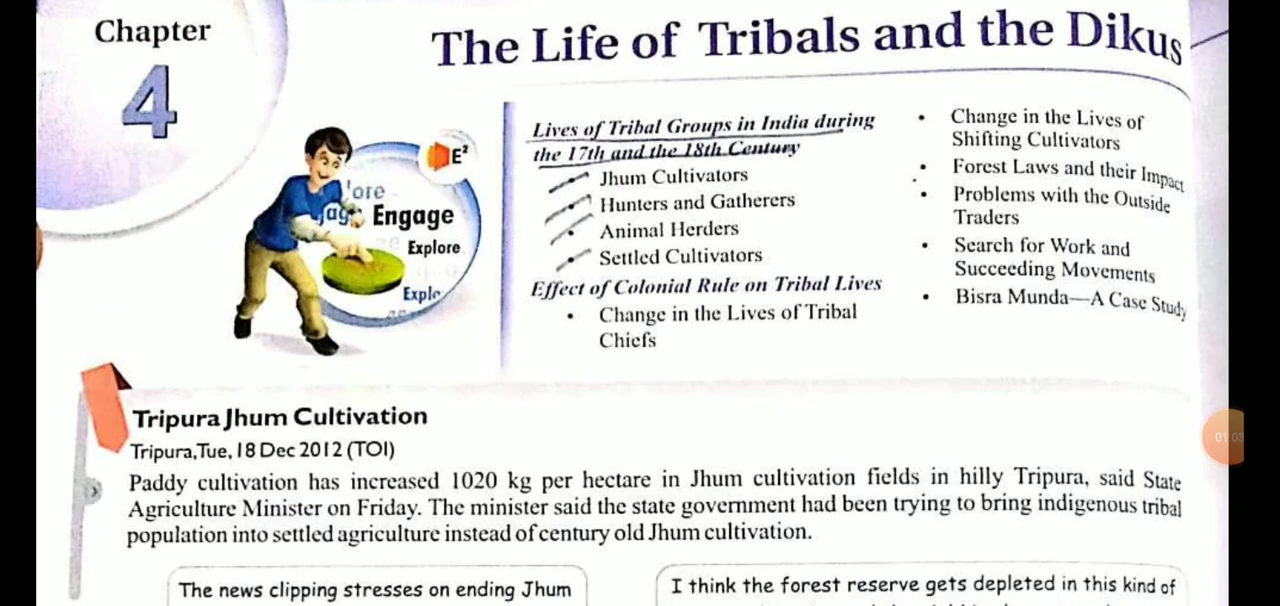 Chapter
4
The Life of Tribals and the Dikus
E²
Engage
Explore
Lives of Tribal Groups in India during
the 17th and the 18th Century
Jhum Cultivators
Hunters and Gatherers
• Animal Herders
• Settled Cultivators
Effect of Colonial Rule on Tribal Lives
• Change in the Lives of Tribal
Chiefs
• Change in the Lives of
Shifting Cultivators
• Forest Laws and their Impact
• Problems with the Outside
Traders
• Search for Work and
Succeeding Movements
• Bisra Munda—A Case Study
Tripura Jhum Cultivation
Tripura,Tue, 18 Dec 2012 (TOI)
Paddy cultivation has increased 1020 kg per hectare in Jhum cultivation fields in hilly Tripura, said State
Agriculture Minister on Friday. The minister said the state government had been trying to bring indigenous tribal
population into settled agriculture instead of century old Jhum cultivation.
The news clipping stresses on ending Jhum
I think the forest reserve gets depleted in this kind of
01:03